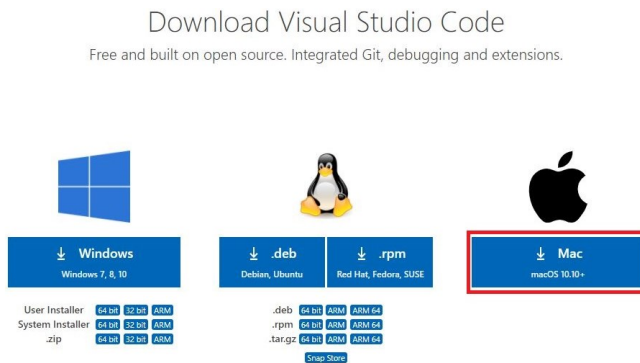 Download Visual Studio Code
Free and built on open source. Integrated Git, debugging and extensions.
Windows
Windows 7, 8, 10
.deb
Debian, Ubuntu
.rpm
Red Hat, Fedora, SUSE
Mac
macOS 10.10+
User Installer 64 bit 32 bit ARM
System Installer 64 bit 32 bit ARM
.zip 64 bit 32 bit ARM
.deb 64 bit ARM ARM 64
.rpm 64 bit ARM ARM 64
.tar.gz 64 bit ARM ARM 64
Snap Store